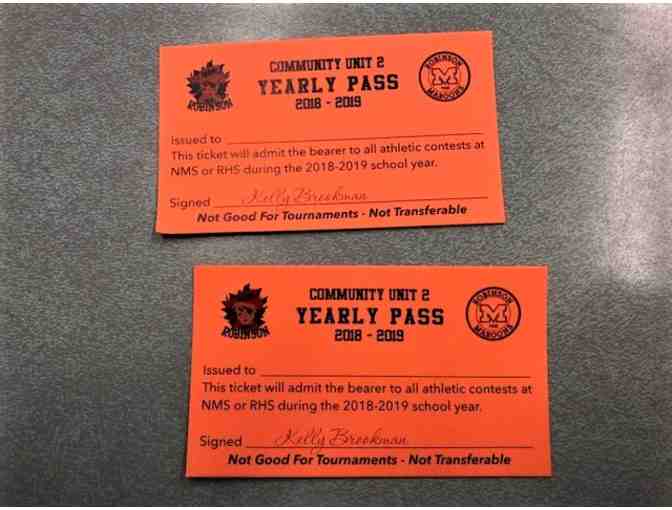 COMMUNITY UNIT 2
YEARLY PASS
2018 - 2019
ROBINSON
ROBINSON
M
MAROONS
Issued to
This ticket will admit the bearer to all athletic contests at
NMS or RHS during the 2018-2019 school year.
Signed Kelly Brookman
Not Good For Tournaments - Not Transferable
COMMUNITY UNIT 2
YEARLY PASS
2018 - 2019
ROBINSON
ROBINSON
M
MAROONS
Issued to
This ticket will admit the bearer to all athletic contests at
NMS or RHS during the 2018-2019 school year.
Signed Kelly Brookman
Not Good For Tournaments - Not Transferable